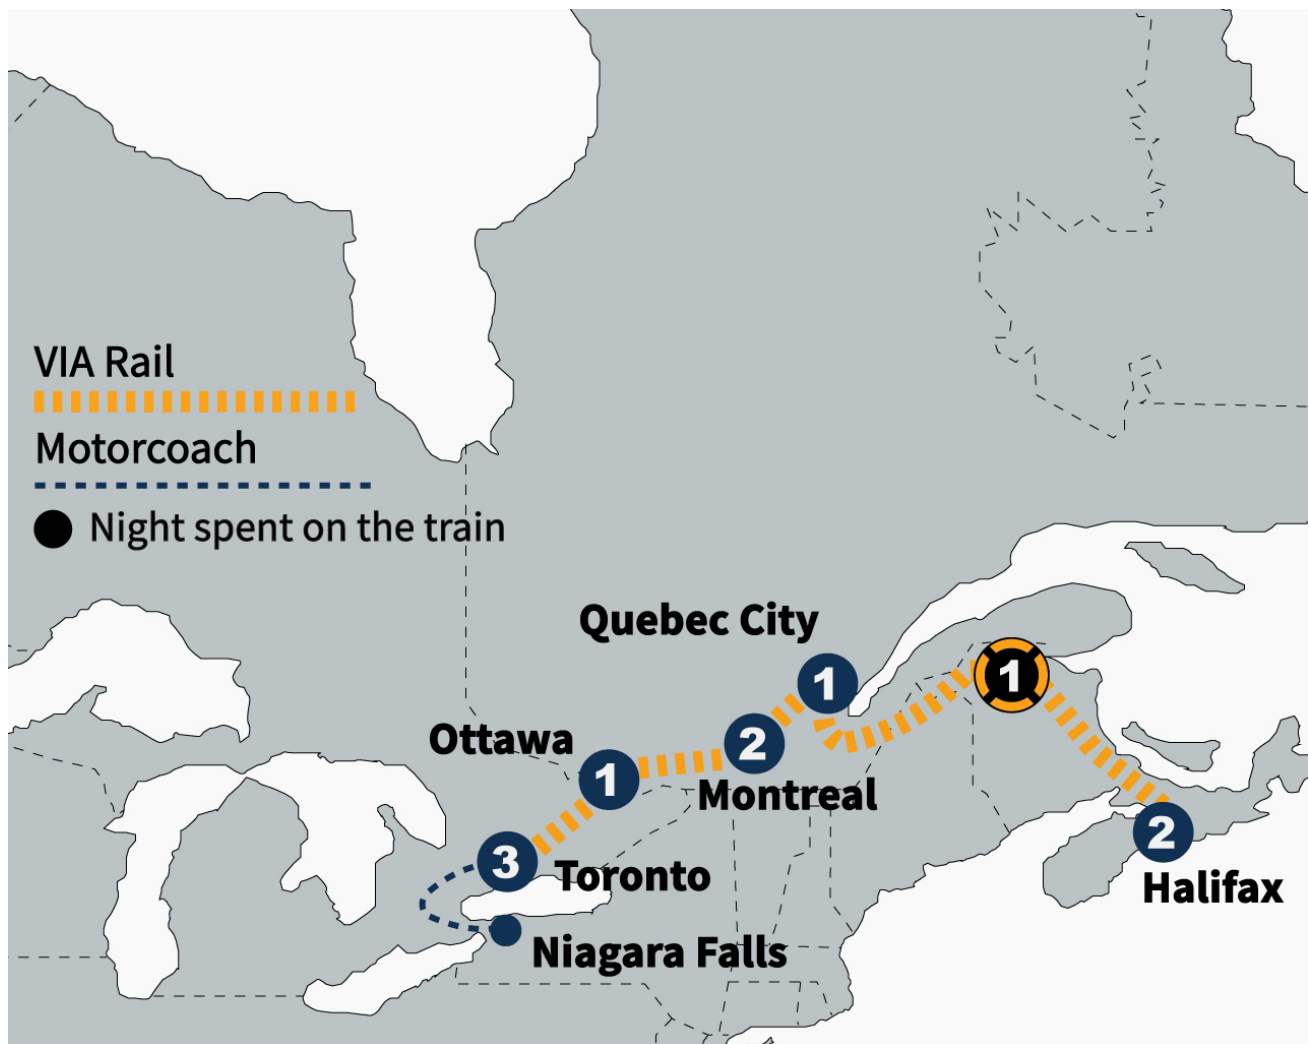 VIA Rail
Motorcoach
Night spent on the train
Quebec City
1
1
Ottawa
2
1
Montreal
3
Toronto
2
Halifax
Niagara Falls